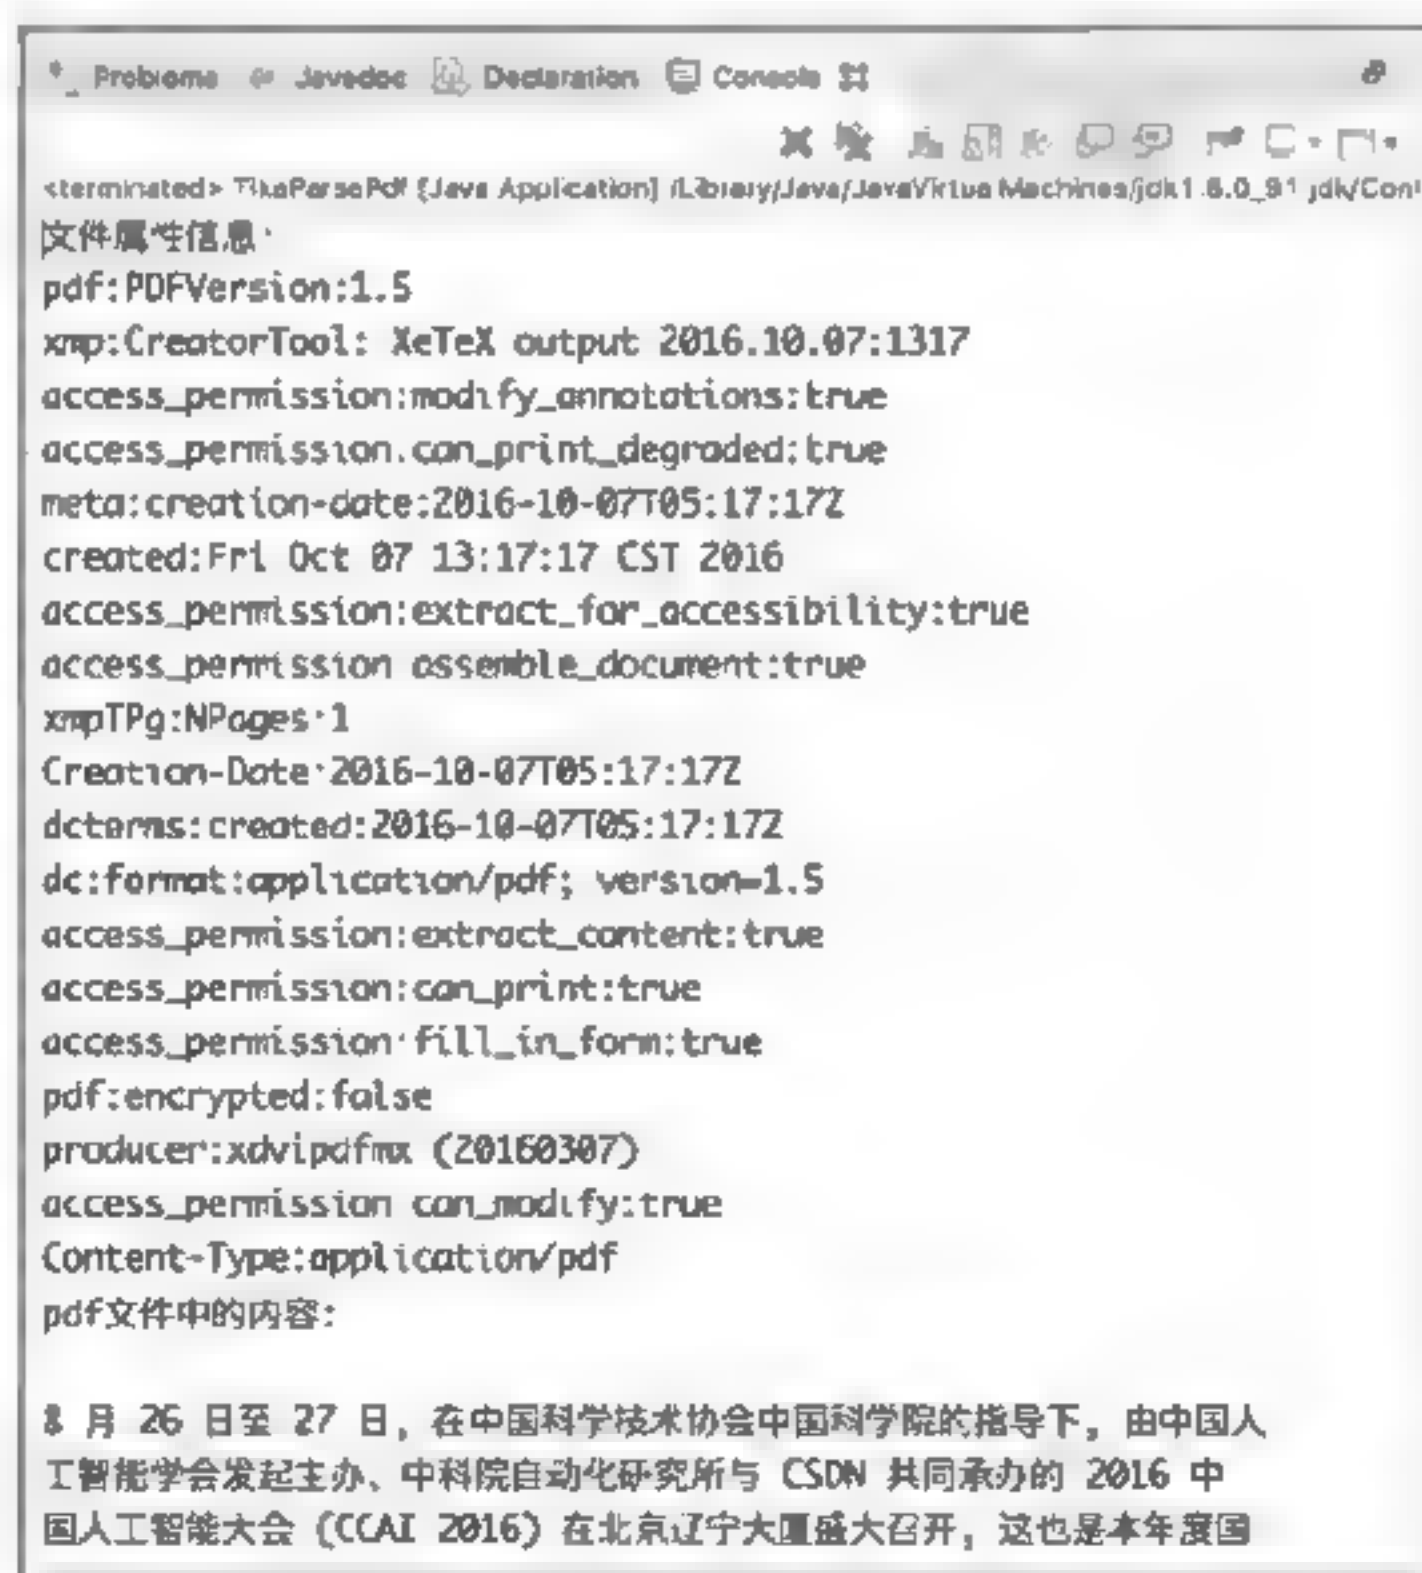 Problems @ Javadoc Declaration Console
<terminated> TikaParsePdf [Java Application] /Library/Java/JavaVirtualMachines/jdk1.8.0_91.jdk/Cont
文件属性信息:
pdf:PDFVersion:1.5
xmp:CreatorTool: XeTeX output 2016.10.07:1317
access_permission:modify_annotations:true
access_permission:can_print_degraded:true
meta:creation-date:2016-10-07T05:17:17Z
created:Fri Oct 07 13:17:17 CST 2016
access_permission:extract_for_accessibility:true
access_permission:assemble_document:true
xmpTPg:NPages:1
Creation-Date:2016-10-07T05:17:17Z
dcterms:created:2016-10-07T05:17:17Z
dc:format:application/pdf; version=1.5
access_permission:extract_content:true
access_permission:can_print:true
access_permission:fill_in_form:true
pdf:encrypted:false
producer:xdvipdfmx (20160307)
access_permission:can_modify:true
Content-Type:application/pdf
pdf文件中的内容:
8 月 26 日至 27 日, 在中国科学技术协会中国科学院的指导下, 由中国人
工智能学会发起主办、中科院自动化研究所与 CSDN 共同承办的 2016 中
国人工智能大会 (CCAI 2016) 在北京辽宁大厦盛大召开, 这也是本年度国